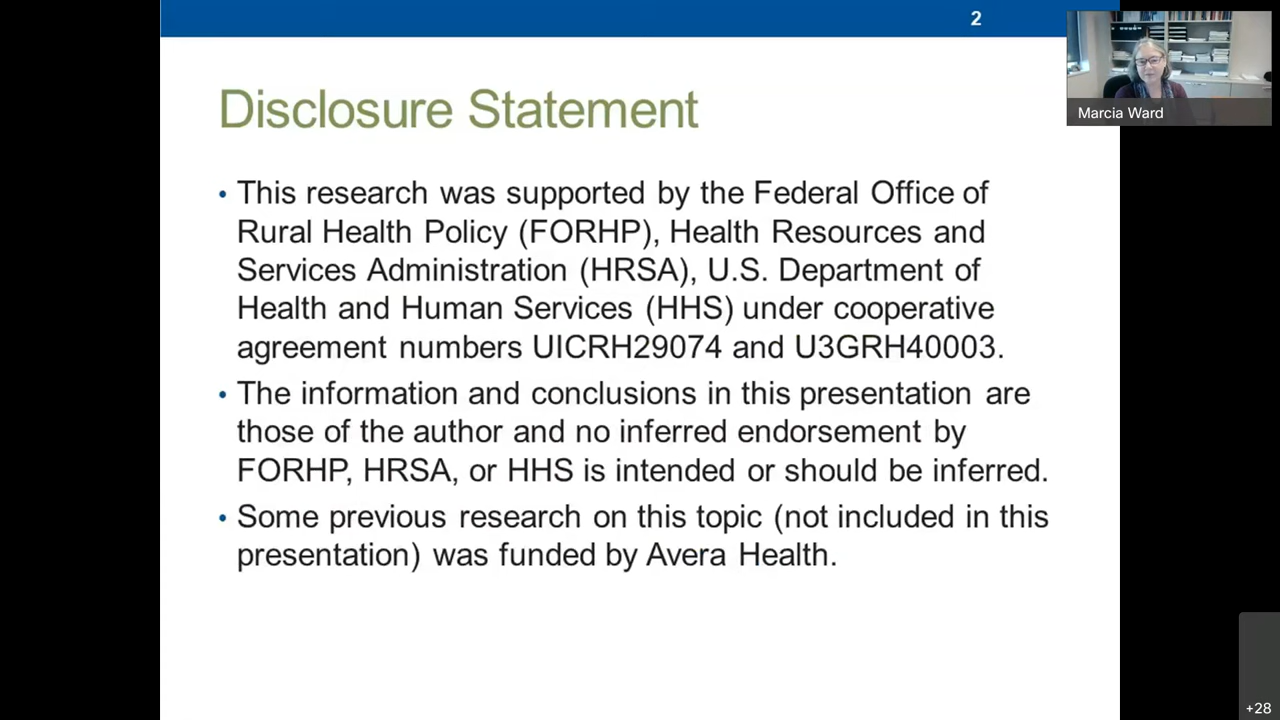 2
Marcia Ward
Disclosure Statement
• This research was supported by the Federal Office of
Rural Health Policy (FORHP), Health Resources and
Services Administration (HRSA), U.S. Department of
Health and Human Services (HHS) under cooperative
agreement numbers UICRH29074 and U3GRH40003.
• The information and conclusions in this presentation are
those of the author and no inferred endorsement by
FORHP, HRSA, or HHS is intended or should be inferred.
• Some previous research on this topic (not included in this
presentation) was funded by Avera Health.
+28